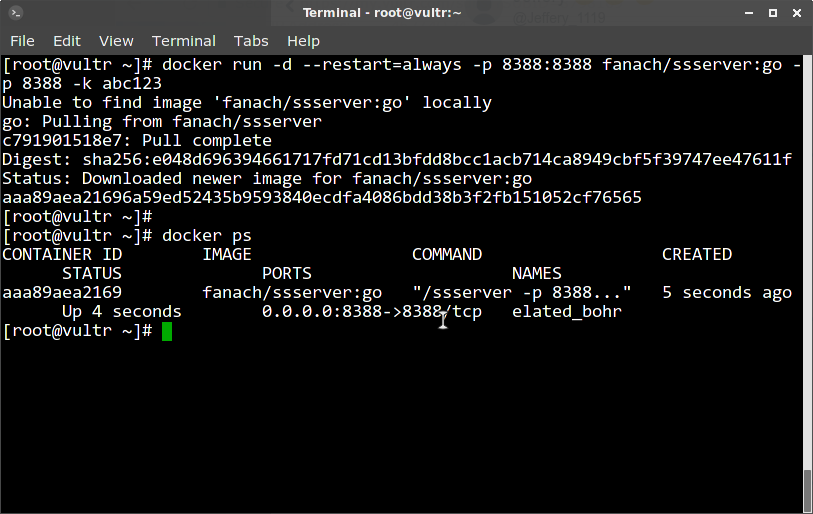 Terminal - root@vultr:~
@Jeffery_1119
File Edit View Terminal Tabs Help
[root@vultr ~]# docker run -d --restart=always -p 8388:8388 fanach/ssserver:go -
p 8388 -k abc123
Unable to find image 'fanach/ssserver:go' locally
go: Pulling from fanach/ssserver
c791901518e7: Pull complete
Digest: sha256:e048d696394661717fd71cd13bfdd8bcc1acb714ca8949cbf5f39747ee47611f
Status: Downloaded newer image for fanach/ssserver:go
aaa89aea21696a59ed52435b9593840ecdfa4086bdd38b3f2fb151052cf76565
[root@vultr ~]#
[root@vultr ~]# docker ps
CONTAINER ID        IMAGE               COMMAND                  CREATED
      STATUS              PORTS                    NAMES
aaa89aea2169        fanach/ssserver:go   "/ssserver -p 8388..."   5 seconds ago
      Up 4 seconds        0.0.0.0:8388->8388/tcp   elated_bohr
[root@vultr ~]#